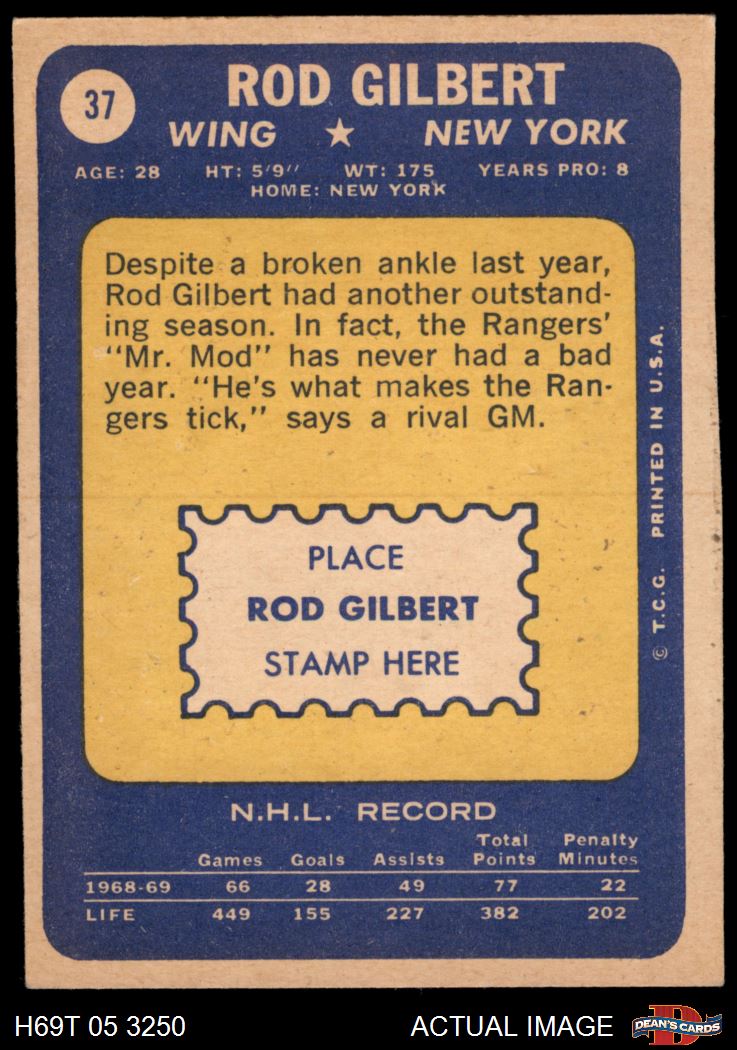 37
ROD GILBERT
WING ★ NEW YORK
AGE: 28 HT: 5'9" WT: 175 YEARS PRO: 8
HOME: NEW YORK
Despite a broken ankle last year,
Rod Gilbert had another outstand-
ing season. In fact, the Rangers'
"Mr. Mod" has never had a bad
year. "He's what makes the Ran-
gers tick," says a rival GM.
PLACE
ROD GILBERT
STAMP HERE
© T.C.G. PRINTED IN U.S.A.
N.H.L. RECORD
Games Goals Assists Total Points Penalty Minutes
1968-69 66 28 49 77 22
LIFE 449 155 227 382 202
H69T 05 3250 ACTUAL IMAGE D DEAN'S CARDS